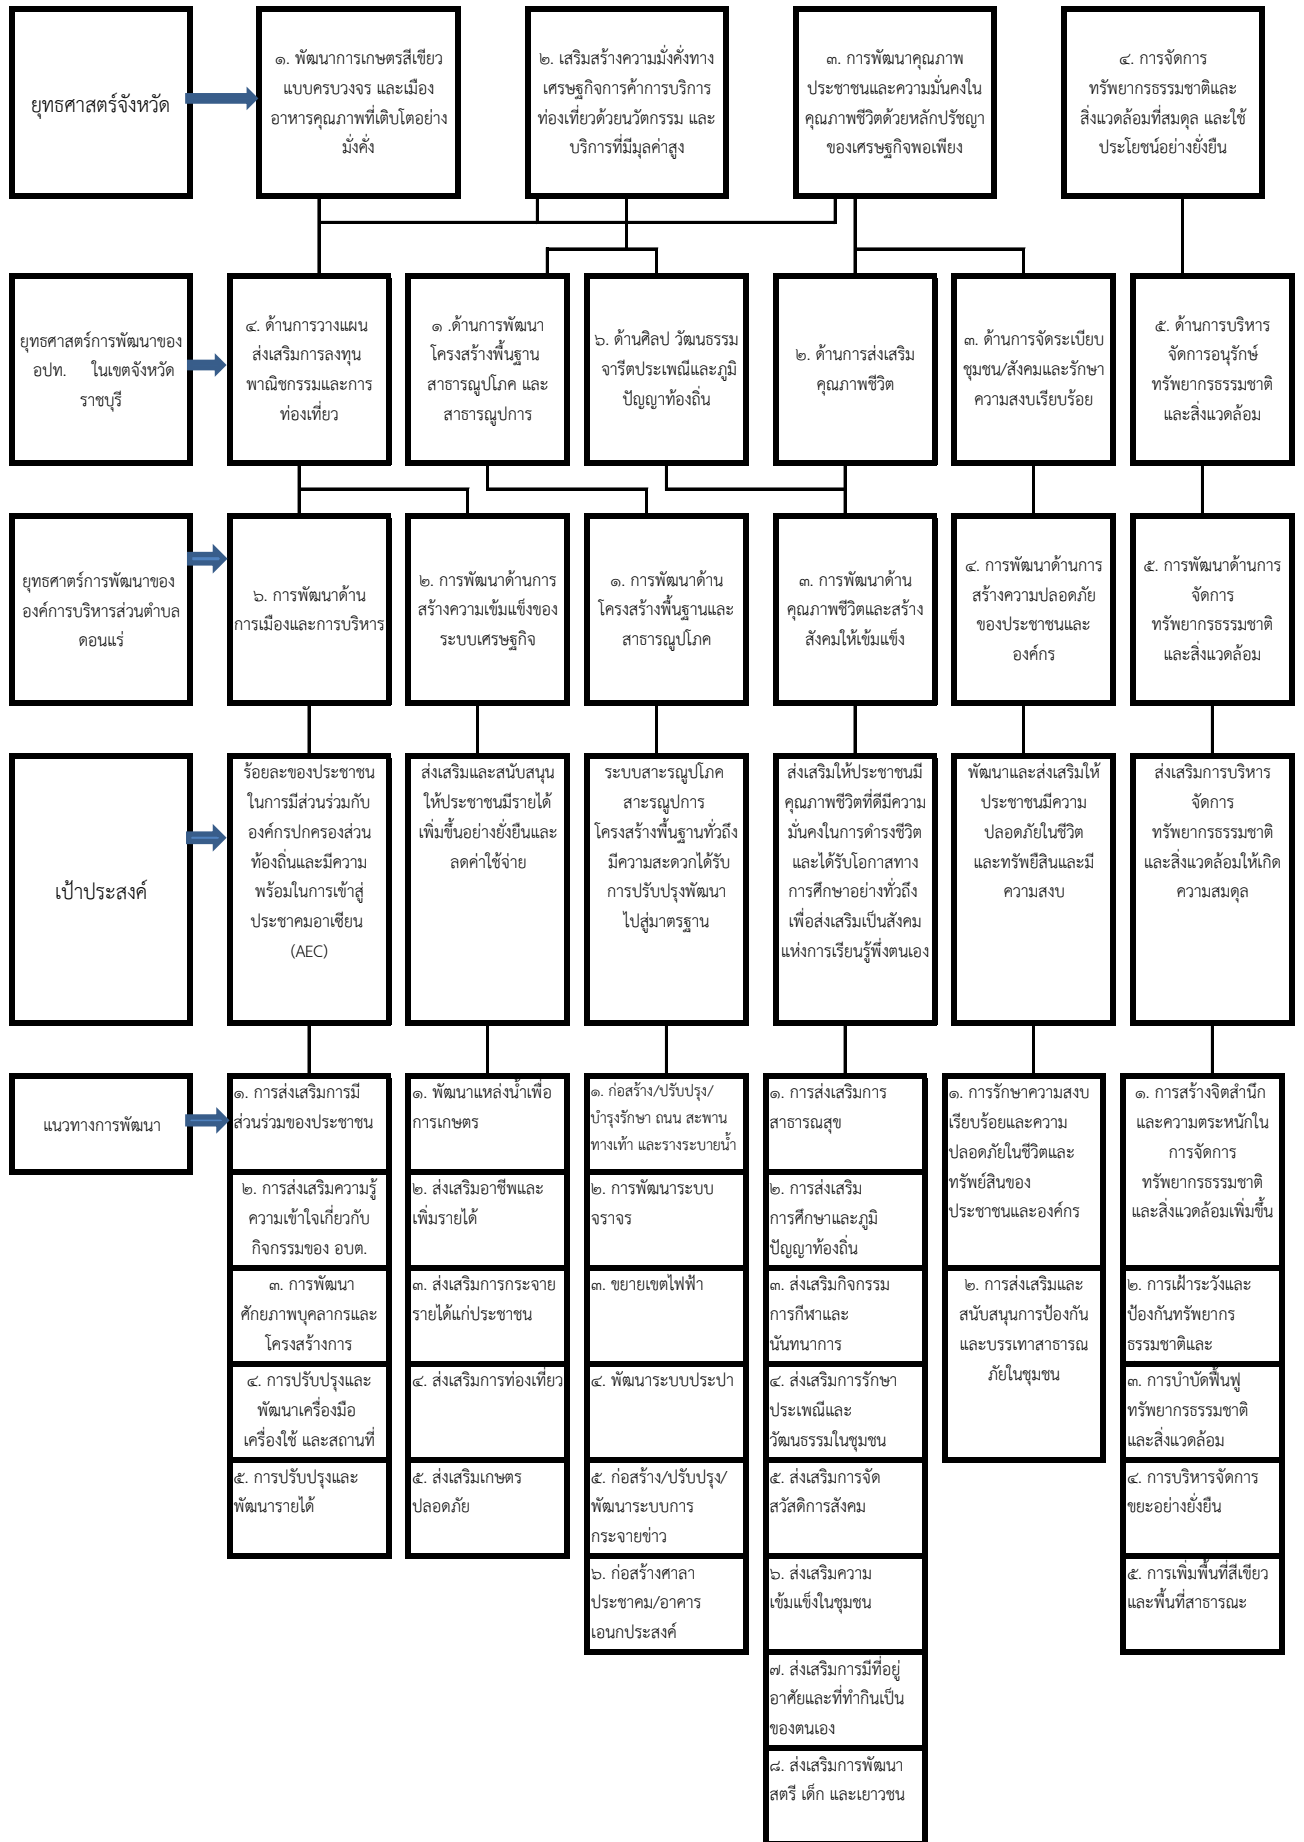 ยุทธศาสตร์จังหวัด
๑. พัฒนาการเกษตรสีเขียว
แบบครบวงจร และเมือง
อาหารคุณภาพที่เติบโตอย่าง
มั่งคั่ง
๒. เสริมสร้างความมั่งคั่งทาง
เศรษฐกิจการค้าการบริการ
ท่องเที่ยวด้วยนวัตกรรม และ
บริการที่มีมูลค่าสูง
๓. การพัฒนาคุณภาพ
ประชาชนและความมั่นคงใน
คุณภาพชีวิตด้วยหลักปรัชญา
ของเศรษฐกิจพอเพียง
๔. การจัดการ
ทรัพยากรธรรมชาติและ
สิ่งแวดล้อมที่สมดุล และใช้
ประโยชน์อย่างยั่งยืน
ยุทธศาสตร์การพัฒนาของ
อปท. ในเขตจังหวัด
ราชบุรี
๔. ด้านการวางแผน
ส่งเสริมการลงทุน
พาณิชกรรมและการ
ท่องเที่ยว
๑ .ด้านการพัฒนา
โครงสร้างพื้นฐาน
สาธารณูปโภค และ
สาธารณูปการ
๖. ด้านศิลป วัฒนธรรม
จารีตประเพณีและภูมิ
ปัญญาท้องถิ่น
๒. ด้านการส่งเสริม
คุณภาพชีวิต
๓. ด้านการจัดระเบียบ
ชุมชน/สังคมและรักษา
ความสงบเรียบร้อย
๕. ด้านการบริหาร
จัดการอนุรักษ์
ทรัพยากรธรรมชาติ
และสิ่งแวดล้อม
ยุทธศาตร์การพัฒนาของ
องค์การบริหารส่วนตำบล
ดอนแร่
๖. การพัฒนาด้าน
การเมืองและการบริหาร
๒. การพัฒนาด้านการ
สร้างความเข้มแข็งของ
ระบบเศรษฐกิจ
๑. การพัฒนาด้าน
โครงสร้างพื้นฐานและ
สาธารณูปโภค
๓. การพัฒนาด้าน
คุณภาพชีวิตและสร้าง
สังคมให้เข้มแข็ง
๔. การพัฒนาด้านการ
สร้างความปลอดภัย
ของประชาชนและ
องค์กร
๕. การพัฒนาด้านการ
จัดการ
ทรัพยากรธรรมชาติ
และสิ่งแวดล้อม
เป้าประสงค์
ร้อยละของประชาชน
ในการมีส่วนร่วมกับ
องค์กรปกครองส่วน
ท้องถิ่นและมีความ
พร้อมในการเข้าสู่
ประชาคมอาเซียน
(AEC)
ส่งเสริมและสนับสนุน
ให้ประชาชนมีรายได้
เพิ่มขึ้นอย่างยั่งยืนและ
ลดค่าใช้จ่าย
ระบบสาะรณูปโภค
สาะรณูปการ
โครงสร้างพื้นฐานทั่วถึง
มีความสะดวกได้รับ
การปรับปรุงพัฒนา
ไปสู่มาตรฐาน
ส่งเสริมให้ประชาชนมี
คุณภาพชีวิตที่ดีมีความ
มั่นคงในการดำรงชีวิต
และได้รับโอกาสทาง
การศึกษาอย่างทั่วถึง
เพื่อส่งเสริมเป็นสังคม
แห่งการเรียนรู้พึ่งตนเอง
พัฒนาและส่งเสริมให้
ประชาชนมีความ
ปลอดภัยในชีวิต
และทรัพยืสินและมี
ความสงบ
ส่งเสริมการบริหาร
จัดการ
ทรัพยากรธรรมชาติ
และสิ่งแวดล้อมให้เกิด
ความสมดุล
แนวทางการพัฒนา
๑. การส่งเสริมการมี
ส่วนร่วมของประชาชน
๒. การส่งเสริมความรู้
ความเข้าใจเกี่ยวกับ
กิจกรรมของ อบต.
๓. การพัฒนา
ศักยภาพบุคลากรและ
โครงสร้างการ
๔. การปรับปรุงและ
พัฒนาเครื่องมือ
เครื่องใช้ และสถานที่
๕. การปรับปรุงและ
พัฒนารายได้
๑. พัฒนาแหล่งน้ำเพื่อ
การเกษตร
๒. ส่งเสริมอาชีพและ
เพิ่มรายได้
๓. ส่งเสริมการกระจาย
รายได้แก่ประชาชน
๔. ส่งเสริมการท่องเที่ยว
๕. ส่งเสริมเกษตร
ปลอดภัย
๑. ก่อสร้าง/ปรับปรุง/
บำรุงรักษา ถนน สะพาน
ทางเท้า และรางระบายน้ำ
๒. การพัฒนาระบบ
จราจร
๓. ขยายเขตไฟฟ้า
๔. พัฒนาระบบประปา
๕. ก่อสร้าง/ปรับปรุง/
พัฒนาระบบการ
กระจายข่าว
๖. ก่อสร้างศาลา
ประชาคม/อาคาร
เอนกประสงค์
๑. การส่งเสริมการ
สาธารณสุข
๒. การส่งเสริม
การศึกษาและภูมิ
ปัญญาท้องถิ่น
๓. ส่งเสริมกิจกรรม
การกีฬาและ
นันทนาการ
๔. ส่งเสริมการรักษา
ประเพณีและ
วัฒนธรรมในชุมชน
๕. ส่งเสริมการจัด
สวัสดิการสังคม
๖. ส่งเสริมความ
เข้มแข็งในชุมชน
๗. ส่งเสริมการมีที่อยู่
อาศัยและที่ทำกินเป็น
ของตนเอง
๘. ส่งเสริมการพัฒนา
สตรี เด็ก และเยาวชน
๑. การรักษาความสงบ
เรียบร้อยและความ
ปลอดภัยในชีวิตและ
ทรัพย์สินของ
ประชาชนและองค์กร
๒. การส่งเสริมและ
สนับสนุนการป้องกัน
และบรรเทาสาธารณ
ภัยในชุมชน
๑. การสร้างจิตสำนึก
และความตระหนักใน
การจัดการ
ทรัพยากรธรรมชาติ
และสิ่งแวดล้อมเพิ่มขึ้น
๒. การเฝ้าระวังและ
ป้องกันทรัพยากร
ธรรมชาติและ
๓. การบำบัดฟื้นฟู
ทรัพยากรธรรมชาติ
และสิ่งแวดล้อม
๔. การบริหารจัดการ
ขยะอย่างยั่งยืน
๕. การเพิ่มพื้นที่สีเขียว
และพื้นที่สาธารณะ